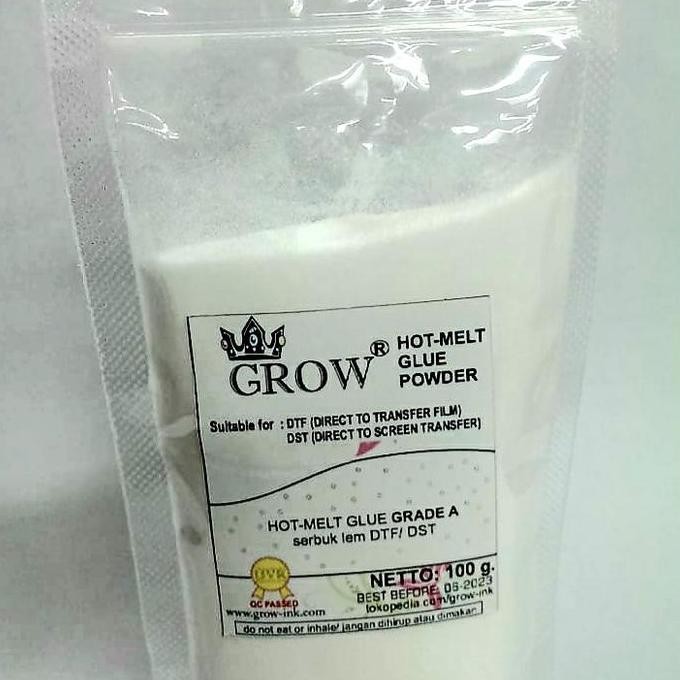 GROW®
HOT-MELT
GLUE
POWDER
Suitable for : DTF (DIRECT TO TRANSFER FILM)
DST (DIRECT TO SCREEN TRANSFER)
HOT-MELT GLUE GRADE A
serbuk lem DTF/ DST
QC PASSED
www.grow-ink.com
NETTO: 100 g.
BEST BEFORE, 06-2023
tokopedia com/grow-ink
do not eat or inhale/ jangan dihirup atau dimakan